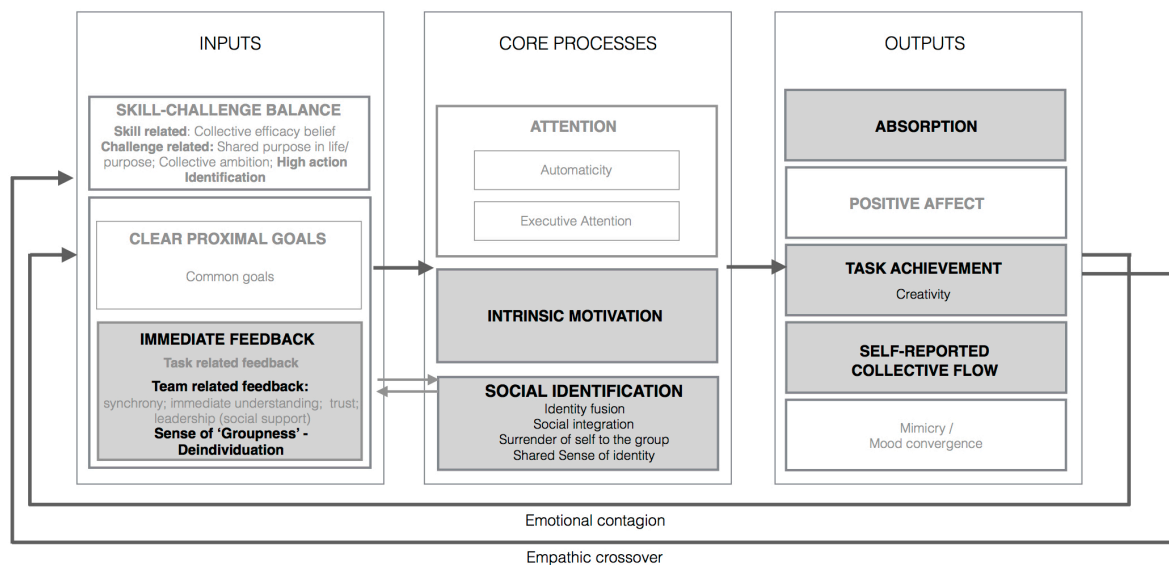 INPUTS
SKILL-CHALLENGE BALANCE
Skill related: Collective efficacy belief
Challenge related: Shared purpose in life/
purpose; Collective ambition; High action
Identification
CLEAR PROXIMAL GOALS
Common goals
IMMEDIATE FEEDBACK
Task related feedback
Team related feedback:
synchrony; immediate understanding; trust;
leadership (social support)
Sense of 'Groupness' -
Deindividuation
CORE PROCESSES
ATTENTION
Automaticity
Executive Attention
INTRINSIC MOTIVATION
SOCIAL IDENTIFICATION
Identity fusion
Social integration
Surrender of self to the group
Shared Sense of identity
OUTPUTS
ABSORPTION
POSITIVE AFFECT
TASK ACHIEVEMENT
Creativity
SELF-REPORTED
COLLECTIVE FLOW
Mimicry /
Mood convergence
Emotional contagion
Empathic crossover